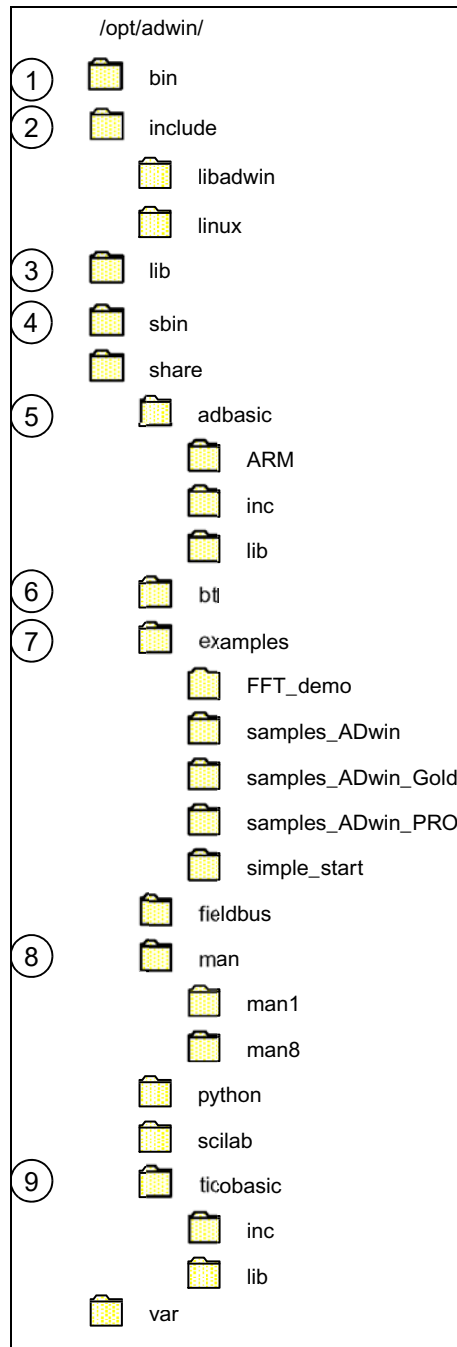 /opt/adwin/
1 bin
2 include
libadwin
linux
3 lib
4 sbin
share
5 adbasic
ARM
inc
lib
6 btl
7 examples
FFT_demo
samples_ADwin
samples_ADwin_Gold
samples_ADwin_PRO
simple_start
fieldbus
8 man
man1
man8
python
scilab
9 ticobasic
inc
lib
var